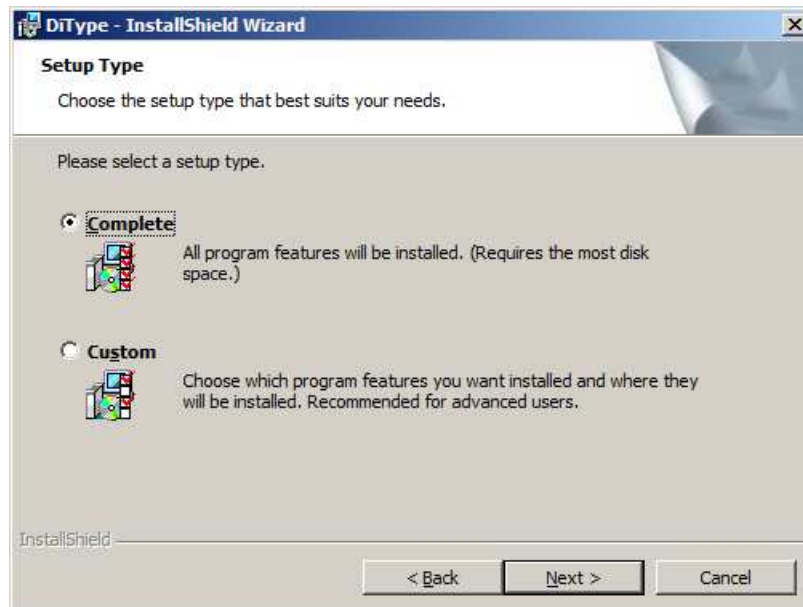 DiType - InstallShield Wizard
Setup Type
Choose the setup type that best suits your needs.
Please select a setup type.
Complete
All program features will be installed. (Requires the most disk
space.)
Custom
Choose which program features you want installed and where they
will be installed. Recommended for advanced users.
InstallShield
< Back
Next >
Cancel